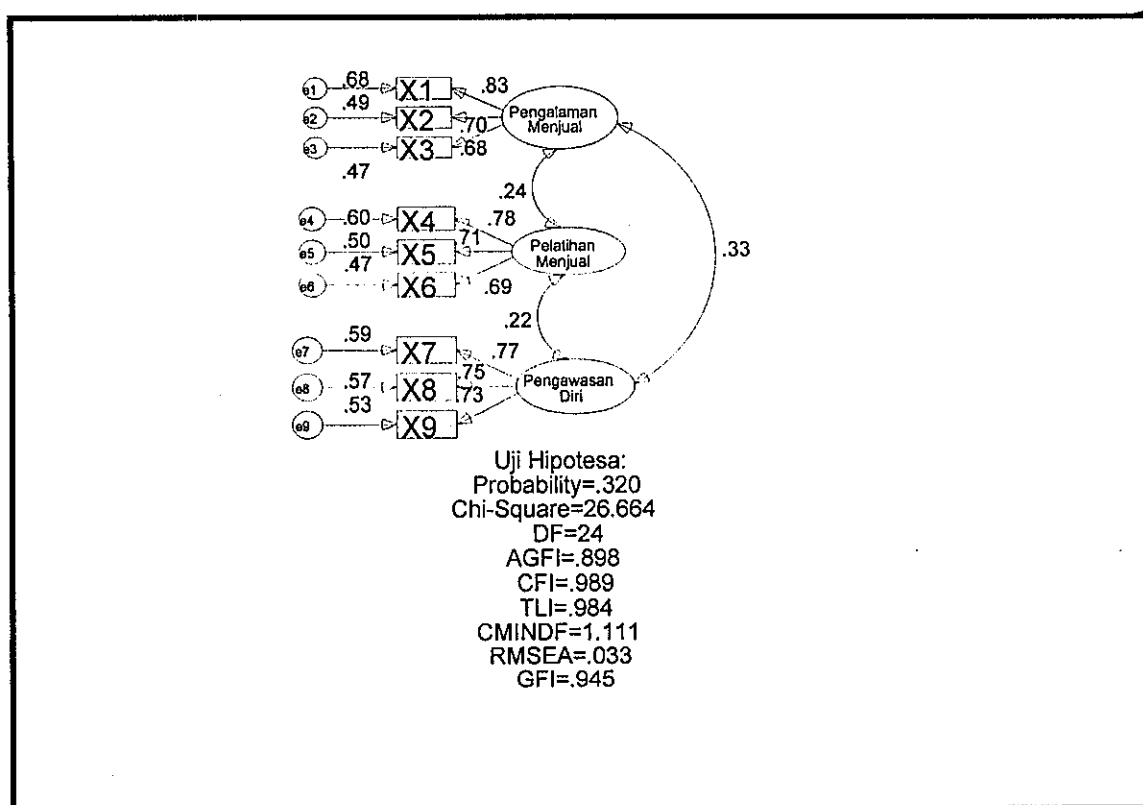 e1 .68 X1 .83
e2 .49 X2 .70
e3 X3 .68
.47
Pengalaman
Menjual
.24
.33
e4 .60 X4 .78
e5 .50 X5 .71
e6 .47 X6 .69
Pelatihan
Menjual
.22
e7 .59 X7 .77
e8 .57 X8 .75
e9 .53 X9 .73
Pengawasan
Diri
Uji Hipotesa:
Probability=.320
Chi-Square=26.664
DF=24
AGFI=.898
CFI=.989
TLI=.984
CMINDF=1.111
RMSEA=.033
GFI=.945